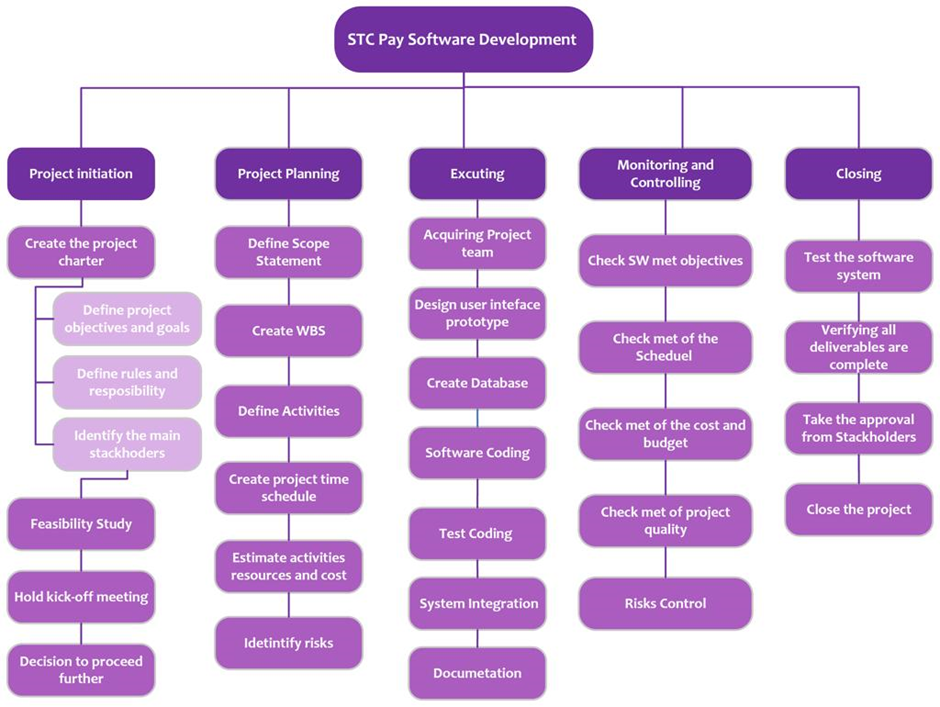 STC Pay Software Development
Project initiation
Create the project
charter
Define project
objectives and goals
Define rules and
resposibility
Identify the main
stackhoders
Feasibility Study
Hold kick-off meeting
Decision to proceed
further
Project Planning
Define Scope
Statement
Create WBS
Define Activities
Create project time
schedule
Estimate activities
resources and cost
Idetintify risks
Excuting
Acquiring Project
team
Design user inteface
prototype
Create Database
Software Coding
Test Coding
System Integration
Documetation
Monitoring and
Controlling
Check SW met objectives
Check met of the
Scheduel
Check met of the cost and
budget
Check met of project
quality
Risks Control
Closing
Test the software
system
Verifying all
deliverables are
complete
Take the approval
from Stackholders
Close the project